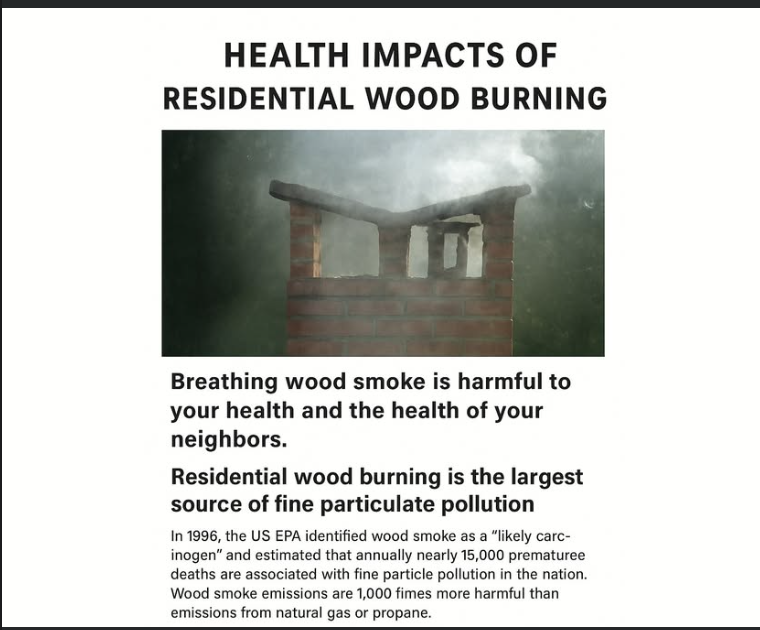 HEALTH IMPACTS OF
RESIDENTIAL WOOD BURNING
Breathing wood smoke is harmful to
your health and the health of your
neighbors.
Residential wood burning is the largest
source of fine particulate pollution
In 1996, the US EPA identified wood smoke as a “likely carc-
inogen” and estimated that annually nearly 15,000 prematuree
deaths are associated with fine particle pollution in the nation.
Wood smoke emissions are 1,000 fimes more harmful than
emissions from natural gas or propane.